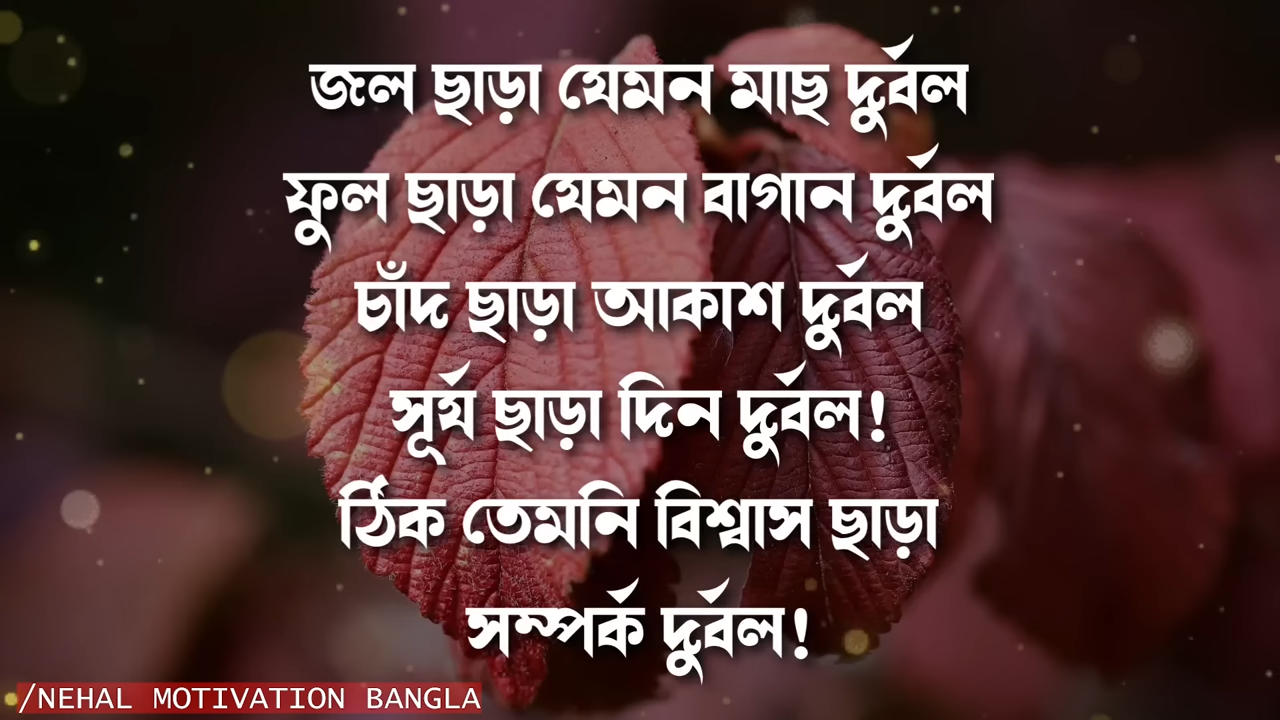 জল ছাড়া যেমন মাছ দুর্বল
ফুল ছাড়া যেমন বাগান দুর্বল
চাঁদ ছাড়া আকাশ দুর্বল
সূর্য ছাড়া দিন দুর্বল!
ঠিক তেমনি বিশ্বাস ছাড়া
সম্পর্ক দুর্বল!
/NEHAL MOTIVATION BANGLA